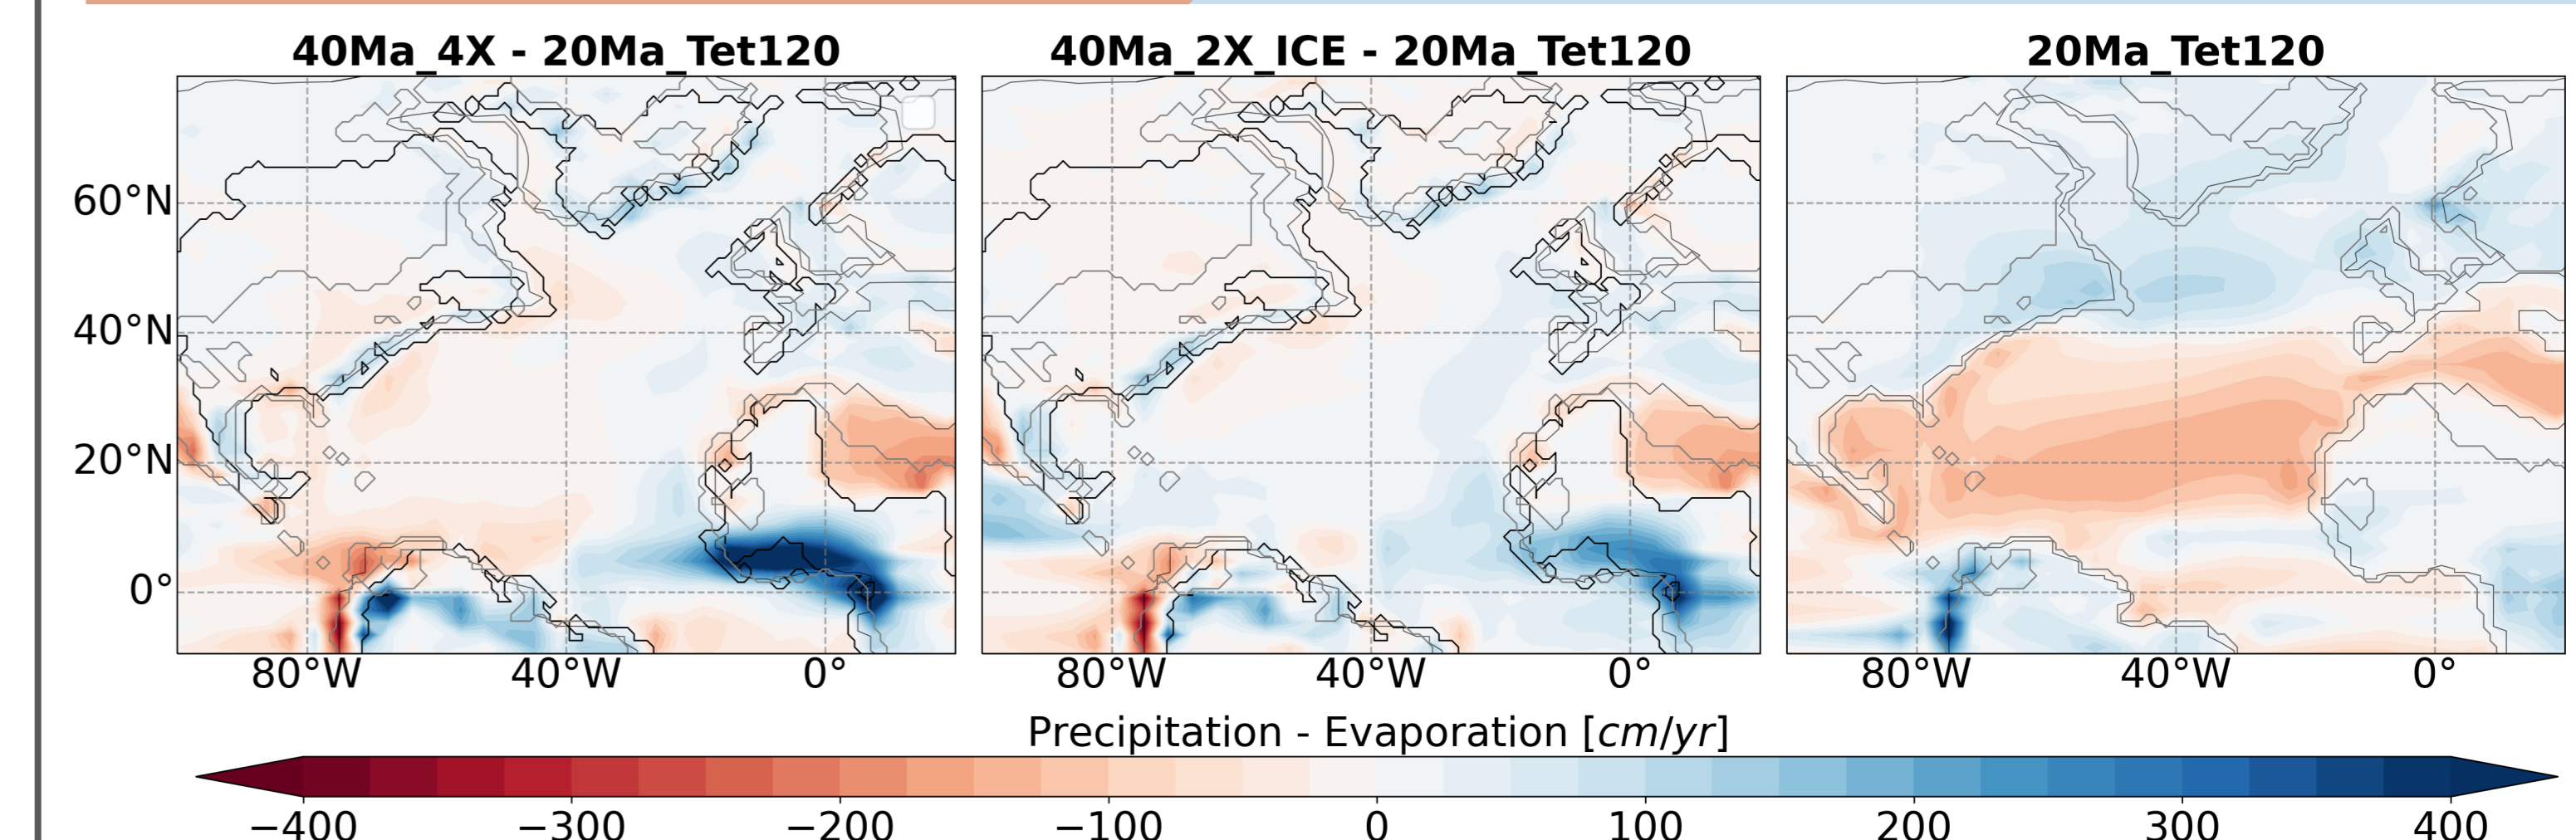 40Ma_4X - 20Ma_Tet120
40Ma_2X_ICE - 20Ma_Tet120
20Ma_Tet120
60°N
40°N
20°N
0°
80°W 40°W 0°
80°W 40°W 0°
80°W 40°W 0°
Precipitation - Evaporation [cm/yr]
−400 −300 −200 −100 0 100 200 300 400